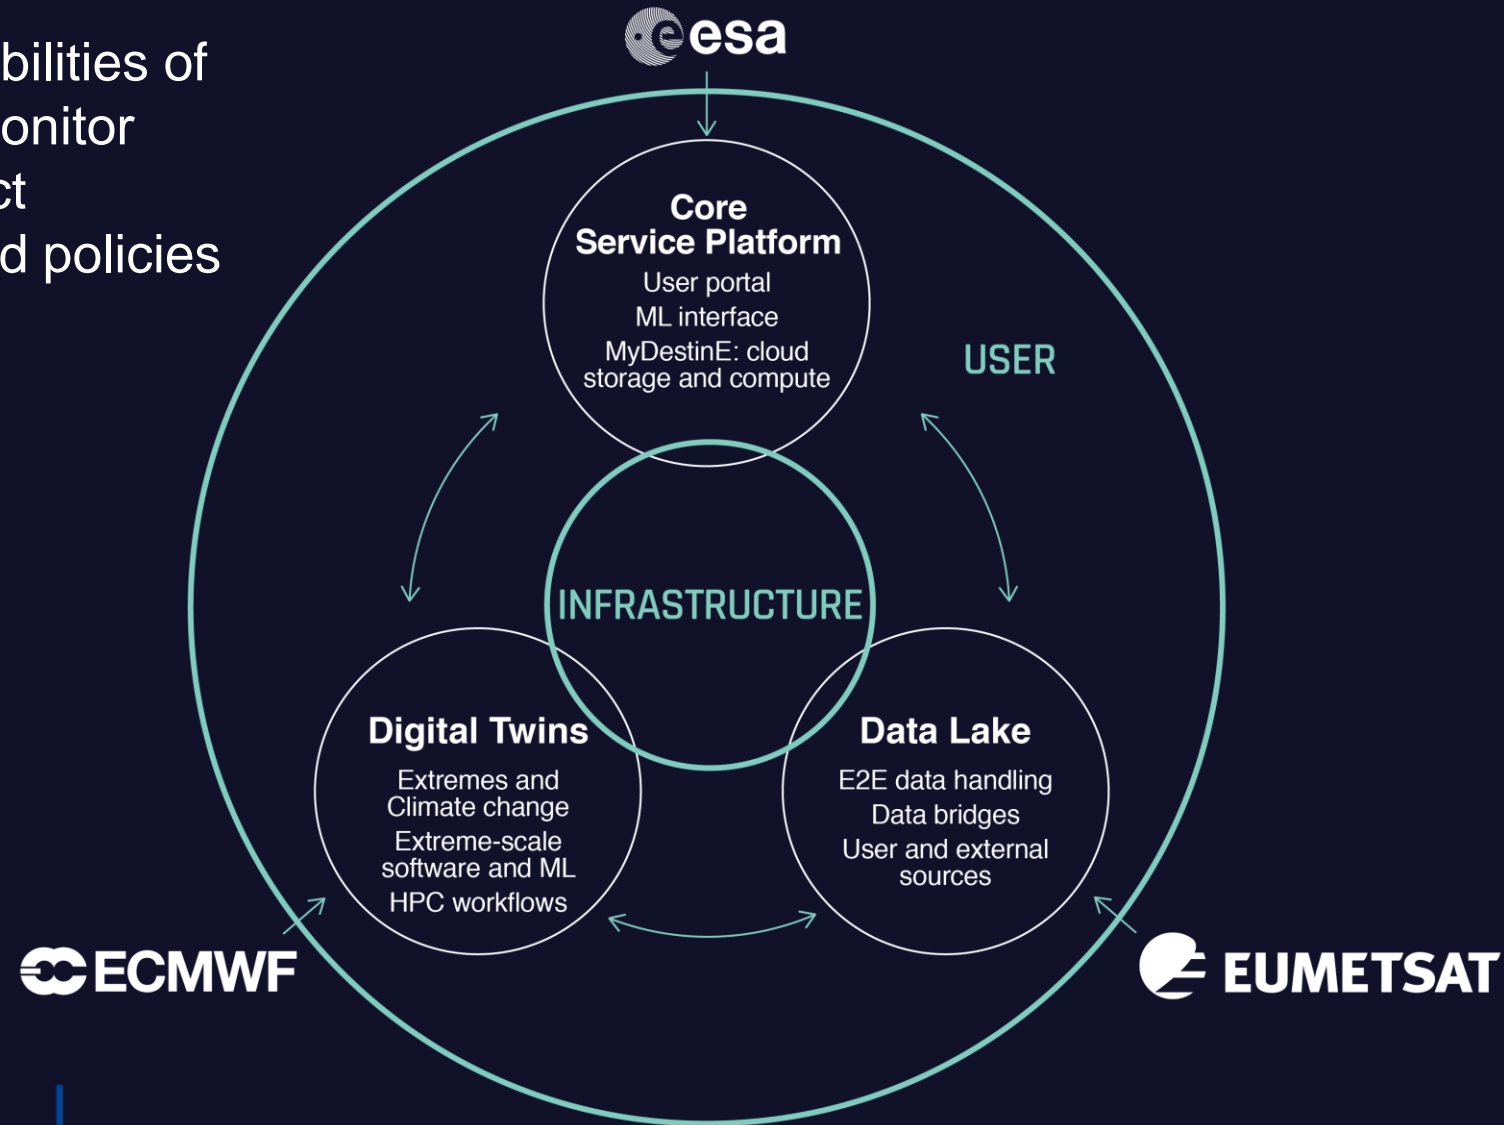 esa
bilities of
onitor
ct
d policies
Core
Service Platform
User portal
ML interface
MyDestinE: cloud
storage and compute
USER
INFRASTRUCTURE
Digital Twins
Extremes and
Climate change
Extreme-scale
software and ML
HPC workflows
Data Lake
E2E data handling
Data bridges
User and external
sources
ECMWF
EUMETSAT